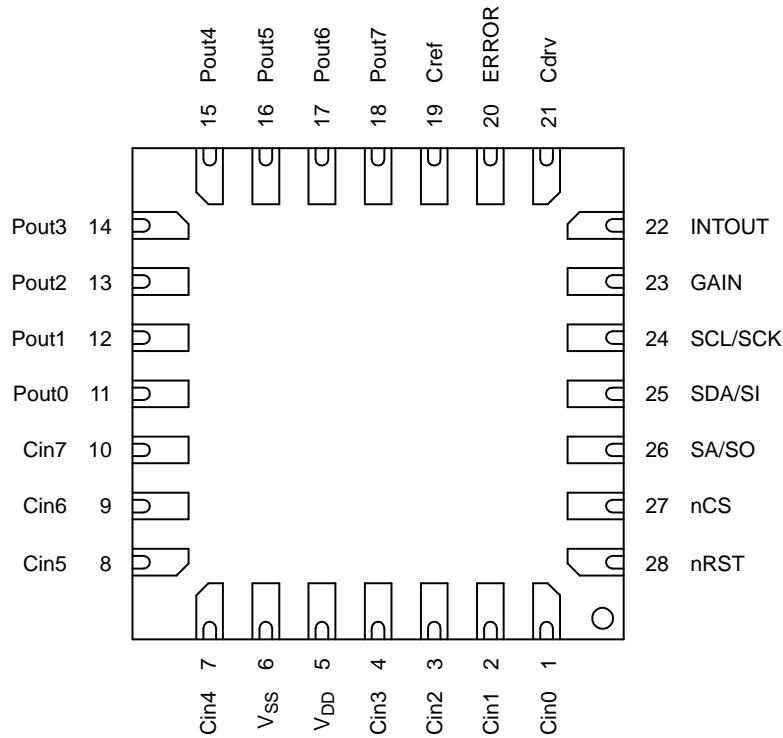 Pout4
Pout5
Pout6
Pout7
Cref
ERROR
Cdrv
15 16 17 18 19 20 21
Pout3 14
22 INTOUT
Pout2 13
23 GAIN
Pout1 12
24 SCL/SCK
Pout0 11
25 SDA/SI
Cin7 10
26 SA/SO
Cin6 9
27 nCS
Cin5 8
28 nRST
7 6 5 4 3 2 1
Cin4
VSS
VDD
Cin3
Cin2
Cin1
Cin0